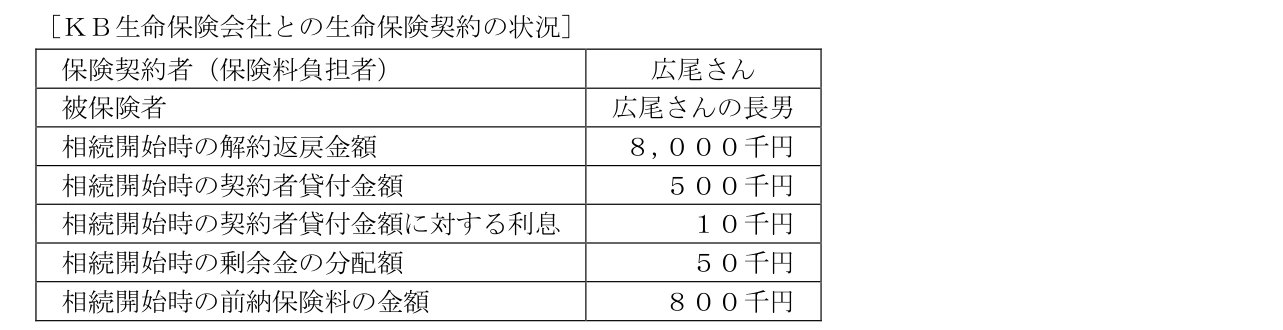 ［ＫＢ生命保険会社との生命保険契約の状況］
保険契約者（保険料負担者） 広尾さん
被保険者 広尾さんの長男
相続開始時の解約返戻金額 ８,０００千円
相続開始時の契約者貸付金額 ５００千円
相続開始時の契約者貸付金額に対する利息 １０千円
相続開始時の剰余金の分配額 ５０千円
相続開始時の前納保険料の金額 ８００千円